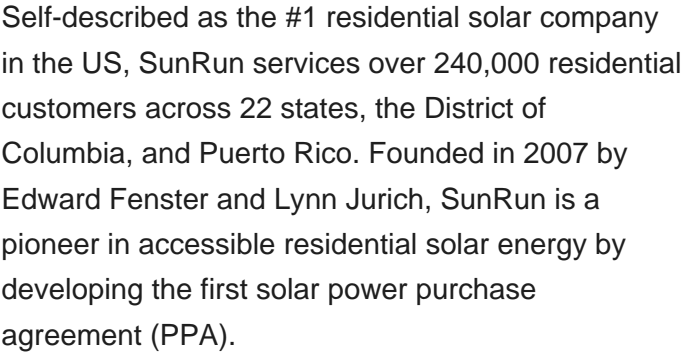 Self-described as the #1 residential solar company
in the US, SunRun services over 240,000 residential
customers across 22 states, the District of
Columbia, and Puerto Rico. Founded in 2007 by
Edward Fenster and Lynn Jurich, SunRun is a
pioneer in accessible residential solar energy by
developing the first solar power purchase
agreement (PPA).